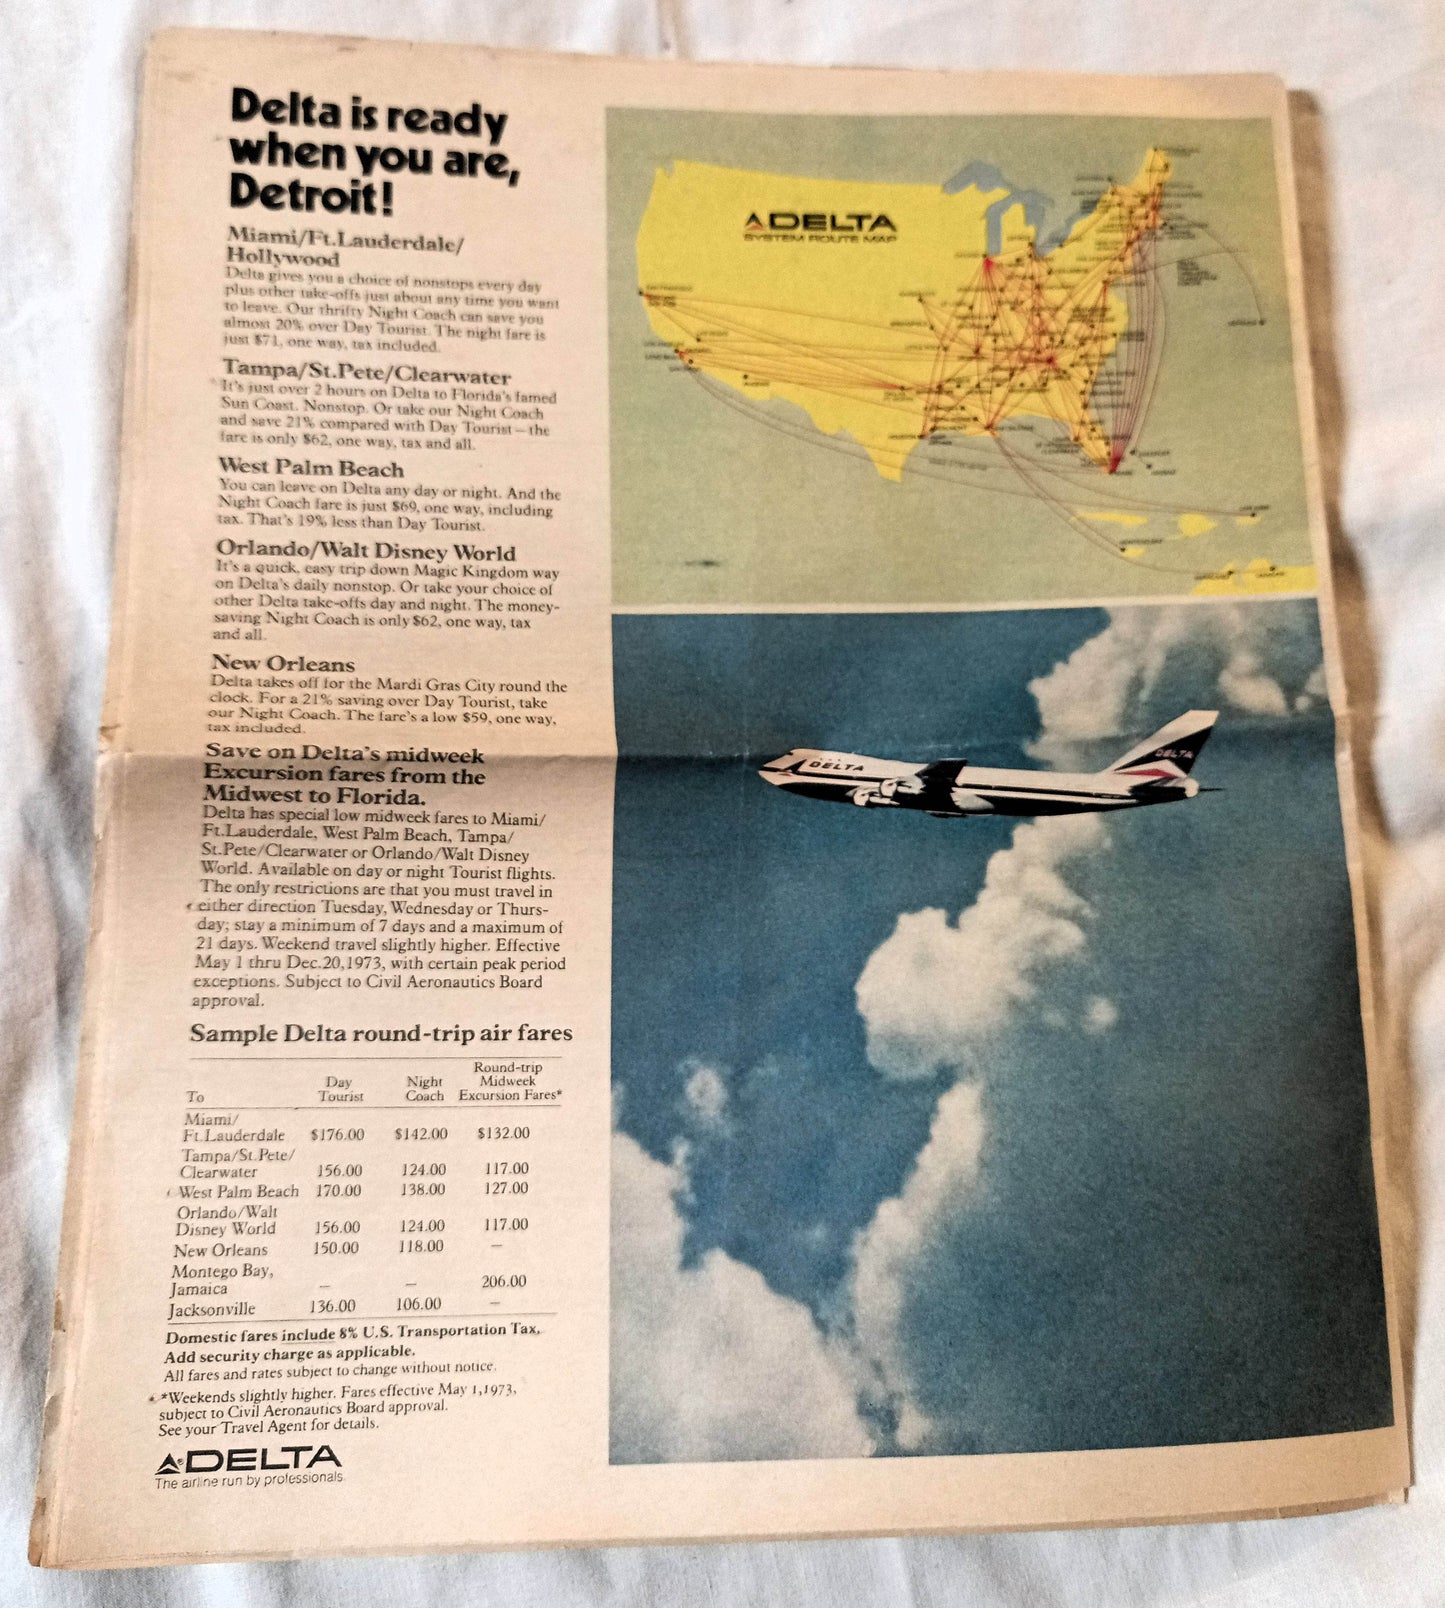 Delta is ready
when you are,
Detroit!
Miami/Ft.Lauderdale/
Hollywood
Delta gives you a choice of nonstops every day
plus other take-offs just about any time you want
to leave. Our thrifty Night Coach can save you
almost 20% over Day Tourist. The night fare is
just $71, one way, tax included.
Tampa/St.Pete/Clearwater
It's just over 2 hours on Delta to Florida's famed
Sun Coast. Nonstop. Or take our Night Coach
and save 21% compared with Day Tourist—the
fare is only $62, one way, tax and all.
West Palm Beach
You can leave on Delta any day or night. And the
Night Coach fare is just $69, one way, including
tax. That's 19% less than Day Tourist.
Orlando/Walt Disney World
It's a quick, easy trip down Magic Kingdom way
on Delta's daily nonstop. Or take your choice of
other Delta take-offs day and night. The money-
saving Night Coach is only $62, one way, tax
and all.
New Orleans
Delta takes off for the Mardi Gras City round the
clock. For a 21% saving over Day Tourist, take
our Night Coach. The fare's a low $59, one way,
tax included.
Save on Delta's midweek
Excursion fares from the
Midwest to Florida.
Delta has special low midweek fares to Miami/
Ft.Lauderdale, West Palm Beach, Tampa/
St.Pete/Clearwater or Orlando/Walt Disney
World. Available on day or night Tourist flights.
The only restrictions are that you must travel in
either direction Tuesday, Wednesday or Thurs-
day; stay a minimum of 7 days and a maximum of
21 days. Weekend travel slightly higher. Effective
May 1 thru Dec.20,1973, with certain peak period
exceptions. Subject to Civil Aeronautics Board
approval.
Sample Delta round-trip air fares
To Day Tourist Night Coach Round-trip Midweek Excursion Fares*
Miami/
Ft.Lauderdale $176.00 $142.00 $132.00
Tampa/St.Pete/
Clearwater 156.00 124.00 117.00
West Palm Beach 170.00 138.00 127.00
Orlando/Walt
Disney World 156.00 124.00 117.00
New Orleans 150.00 118.00 —
Montego Bay,
Jamaica — — 206.00
Jacksonville 136.00 106.00 —
Domestic fares include 8% U.S. Transportation Tax.
Add security charge as applicable.
All fares and rates subject to change without notice.
*Weekends slightly higher. Fares effective May 1,1973,
subject to Civil Aeronautics Board approval.
See your Travel Agent for details.
DELTA
The airline run by professionals.
DELTA
SYSTEM ROUTE MAP
DELTA
DELTA